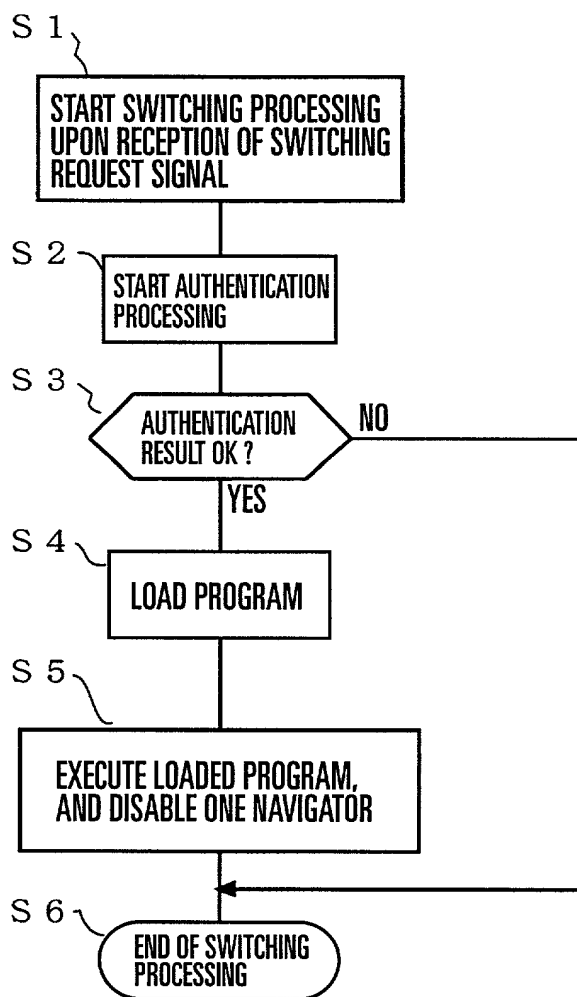 S 1
START SWITCHING PROCESSING
UPON RECEPTION OF SWITCHING
REQUEST SIGNAL
S 2
START AUTHENTICATION
PROCESSING
S 3
AUTHENTICATION
RESULT OK ?
NO
YES
S 4
LOAD PROGRAM
S 5
EXECUTE LOADED PROGRAM,
AND DISABLE ONE NAVIGATOR
S 6
END OF SWITCHING
PROCESSING